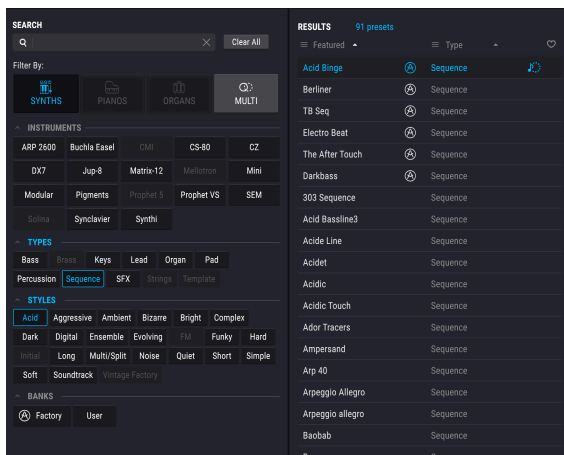 SEARCH
Clear All
Filter By:
SYNTHS PIANOS ORGANS MULTI
INSTRUMENTS
ARP 2600 Buchla Easel CMI CS-80 CZ
DX7 Jup-8 Matrix-12 Mellotron Mini
Modular Pigments Prophet 5 Prophet VS SEM
Solina Synclavier Synthi
TYPES
Bass Brass Keys Lead Organ Pad
Percussion Sequence SFX Strings Template
STYLES
Acid Aggressive Ambient Bizarre Bright Complex
Dark Digital Ensemble Evolving FM Funky Hard
Initial Long Multi/Split Noise Quiet Short Simple
Soft Soundtrack Vintage Factory
BANKS
Factory User
RESULTS 91 presets
Featured Type
Acid Binge Sequence
Berliner Sequence
TB Seq Sequence
Electro Beat Sequence
The After Touch Sequence
Darkbass Sequence
303 Sequence Sequence
Acid Bassline3 Sequence
Acide Line Sequence
Acidet Sequence
Acidic Sequence
Acidic Touch Sequence
Ador Tracers Sequence
Ampersand Sequence
Arp 40 Sequence
Arpeggio Allegro Sequence
Arpeggio allegro Sequence
Baobab Sequence